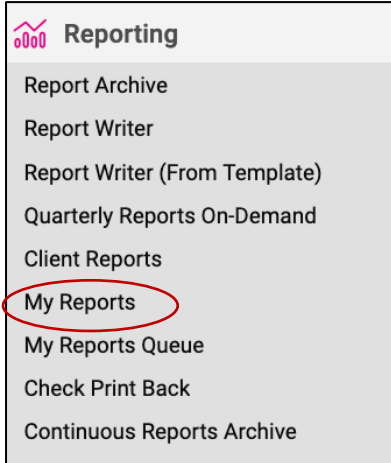 Reporting
Report Archive
Report Writer
Report Writer (From Template)
Quarterly Reports On-Demand
Client Reports
My Reports
My Reports Queue
Check Print Back
Continuous Reports Archive